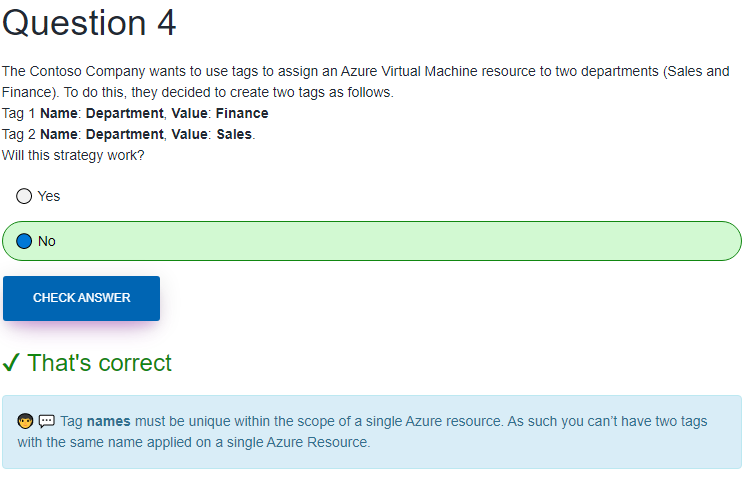 Question 4
The Contoso Company wants to use tags to assign an Azure Virtual Machine resource to two departments (Sales and
Finance). To do this, they decided to create two tags as follows.
Tag 1 Name: Department, Value: Finance
Tag 2 Name: Department, Value: Sales.
Will this strategy work?
Yes
No
CHECK ANSWER
✓ That's correct
Tag names must be unique within the scope of a single Azure resource. As such you can’t have two tags
with the same name applied on a single Azure Resource.